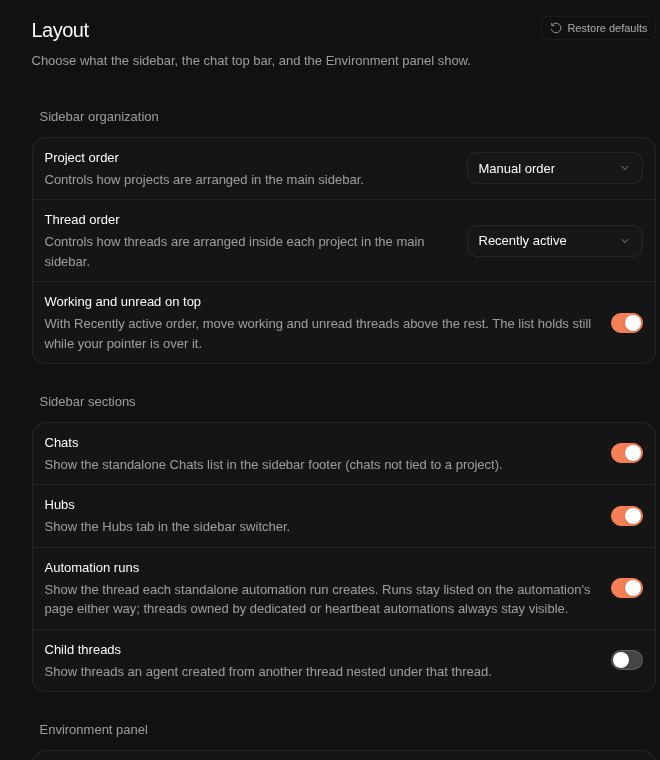 Layout
Restore defaults
Choose what the sidebar, the chat top bar, and the Environment panel show.
Sidebar organization
Project order
Controls how projects are arranged in the main sidebar.
Manual order
Thread order
Controls how threads are arranged inside each project in the main
sidebar.
Recently active
Working and unread on top
With Recently active order, move working and unread threads above the rest. The list holds still
while your pointer is over it.
Sidebar sections
Chats
Show the standalone Chats list in the sidebar footer (chats not tied to a project).
Hubs
Show the Hubs tab in the sidebar switcher.
Automation runs
Show the thread each standalone automation run creates. Runs stay listed on the automation's
page either way; threads owned by dedicated or heartbeat automations always stay visible.
Child threads
Show threads an agent created from another thread nested under that thread.
Environment panel